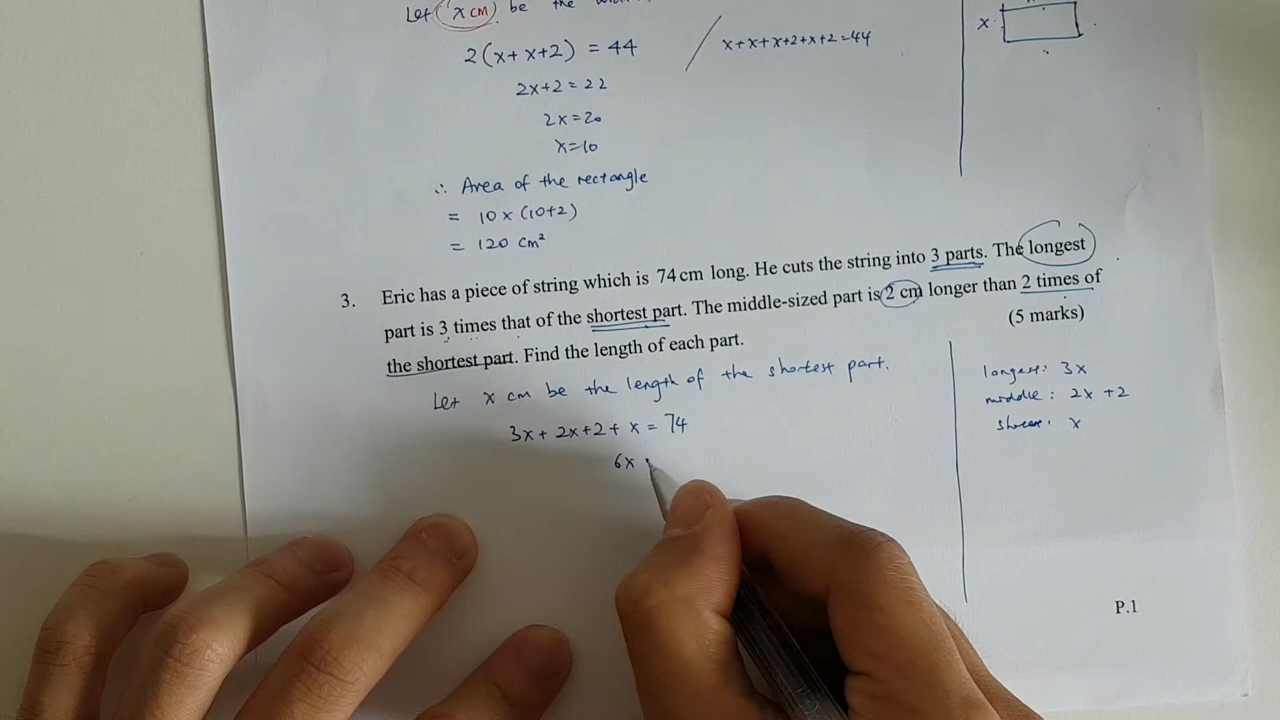 Let x cm be the
2(x+x+2) = 44 / x+x+x+2+x+2=44
x
2x+2=22
2x=20
x=10
∴ Area of the rectangle
= 10 x (10+2)
= 120 cm²
3. Eric has a piece of string which is 74 cm long. He cuts the string into 3 parts. The longest
part is 3 times that of the shortest part. The middle-sized part is 2 cm longer than 2 times of
the shortest part. Find the length of each part. (5 marks)
Let x cm be the length of the shortest part.
3x + 2x+2 + x = 74
6x
longest: 3x
middle: 2x +2
x
P.1